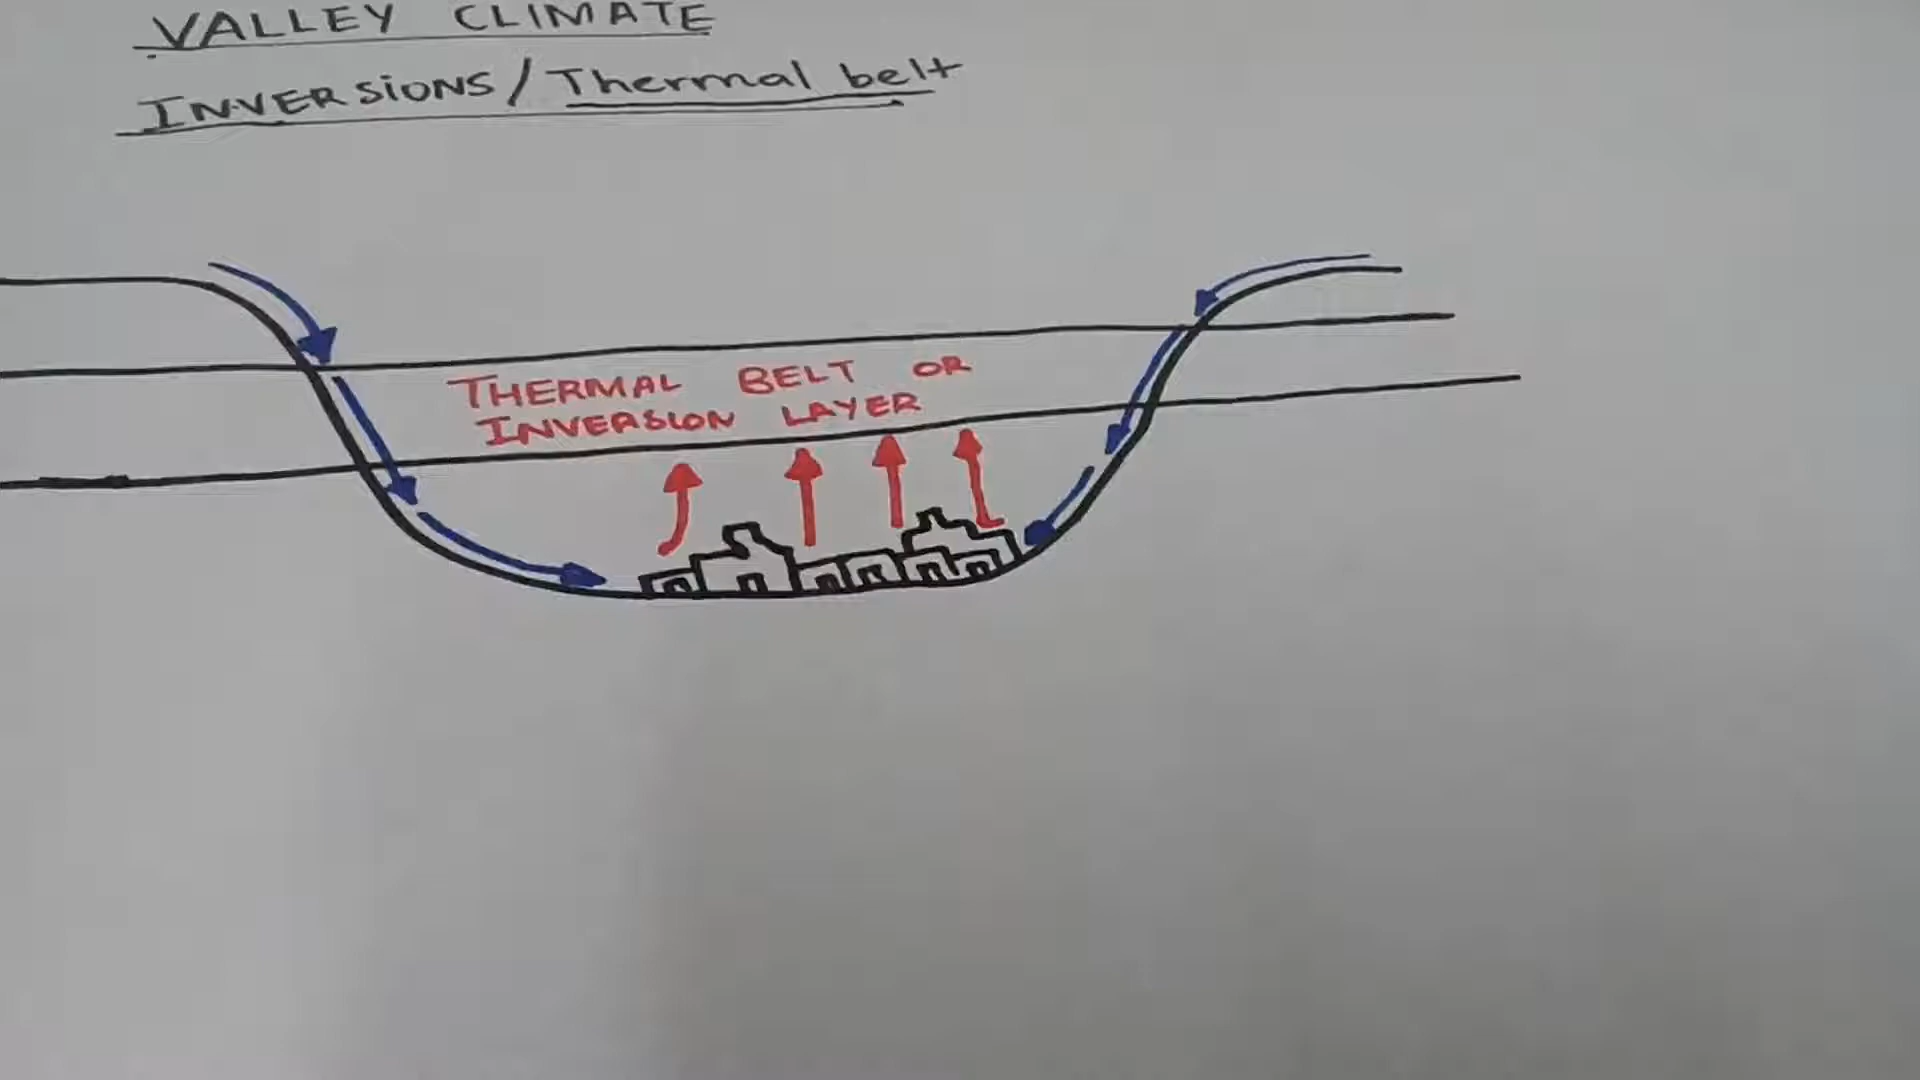 VALLEY CLIMATE
INVERSIONS/Thermal belt
THERMAL BELT OR
INVERSION LAYER